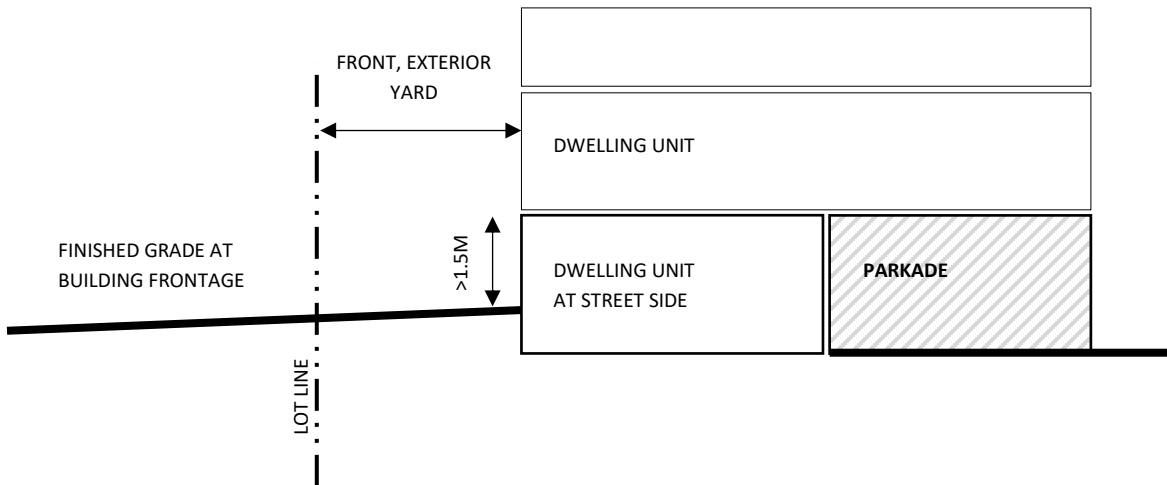 FRONT, EXTERIOR
YARD
DWELLING UNIT
>1.5M
FINISHED GRADE AT
BUILDING FRONTAGE
DWELLING UNIT
AT STREET SIDE
PARKADE
LOT LINE